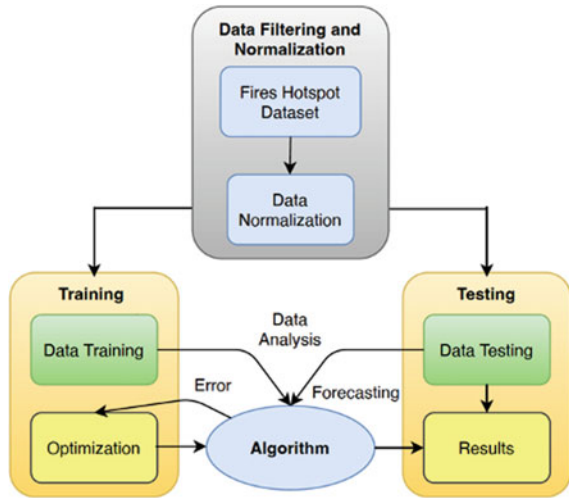 Data Filtering and
Normalization
Fires Hotspot
Dataset
Data
Normalization
Training
Data Training
Optimization
Data
Analysis
Error
Forecasting
Algorithm
Testing
Data Testing
Results